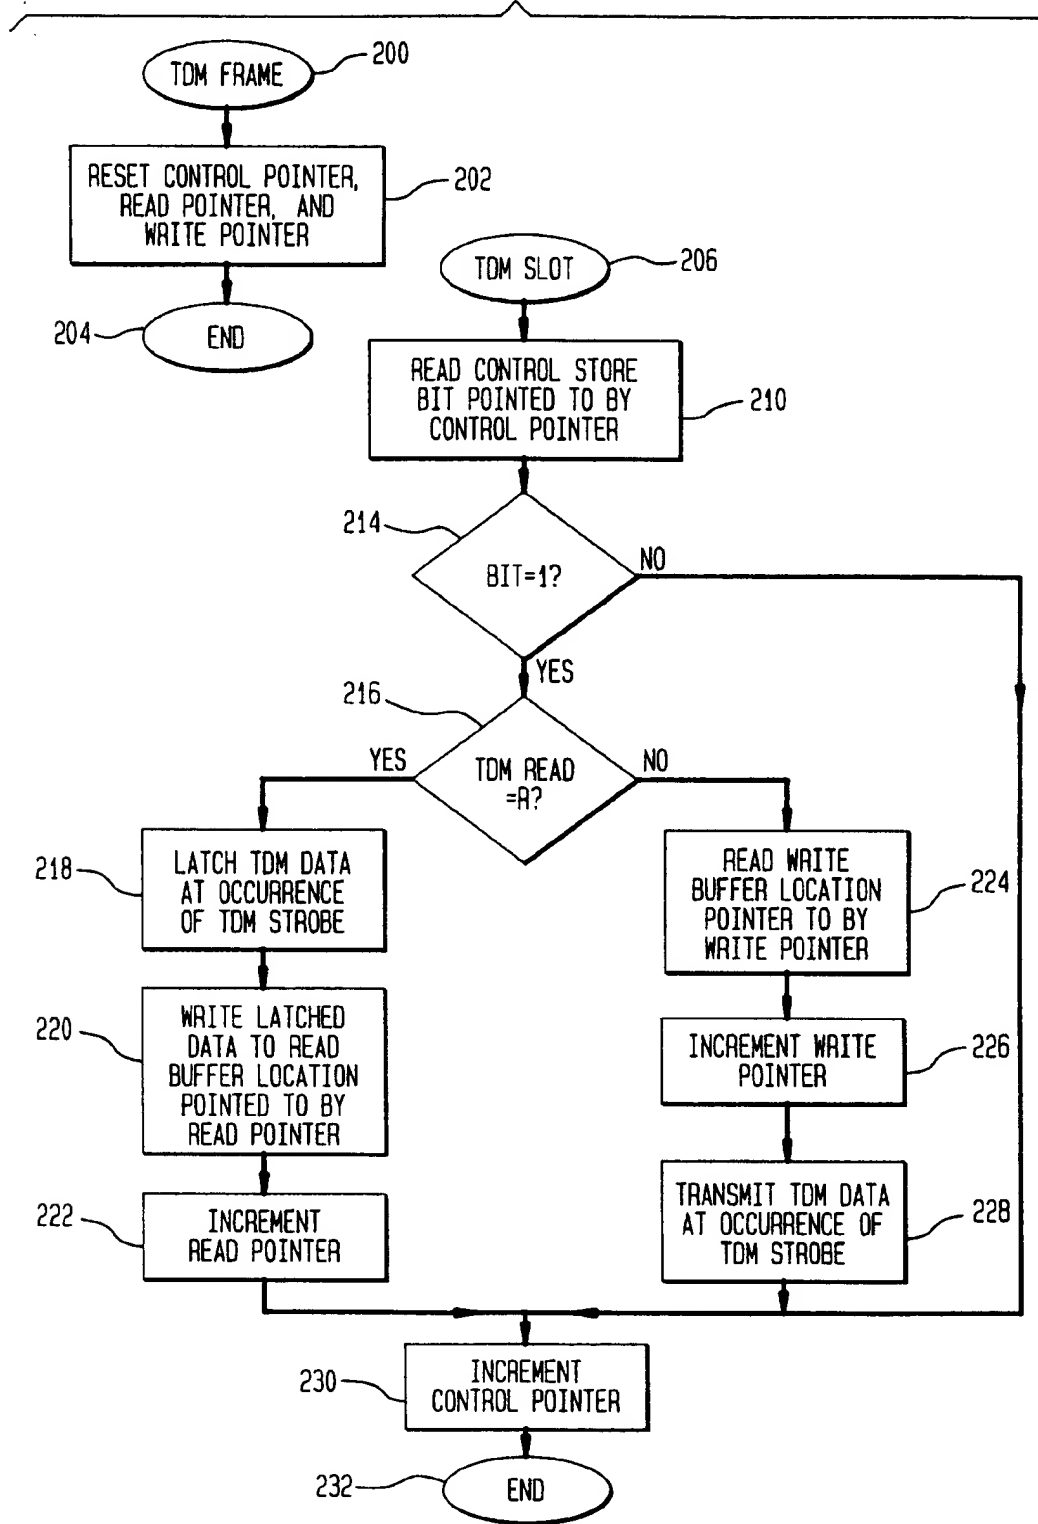 TDM FRAME
200
RESET CONTROL POINTER,
READ POINTER, AND
WRITE POINTER
202
END
204
TDM SLOT
206
READ CONTROL STORE
BIT POINTED TO BY
CONTROL POINTER
210
BIT=1?
214
NO
YES
TDM READ
=R?
216
YES
NO
LATCH TDM DATA
AT OCCURRENCE
OF TDM STROBE
218
WRITE LATCHED
DATA TO READ
BUFFER LOCATION
POINTED TO BY
READ POINTER
220
INCREMENT
READ POINTER
222
READ WRITE
BUFFER LOCATION
POINTER TO BY
WRITE POINTER
224
INCREMENT WRITE
POINTER
226
TRANSMIT TDM DATA
AT OCCURRENCE OF
TDM STROBE
228
INCREMENT
CONTROL POINTER
230
END
232